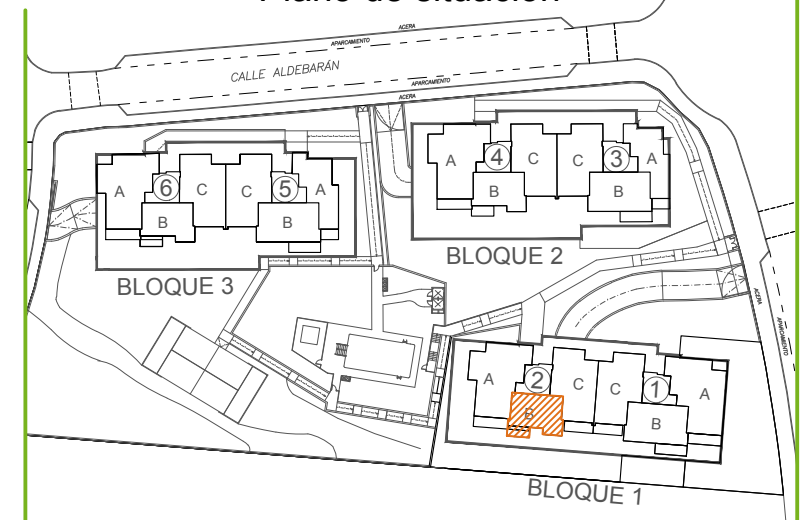 Plano de situación
ACERA
APARCAMIENTO
CALLE ALDEBARÁN
APARCAMIENTO
ACERA
A 4 C C 3 A
B B
BLOQUE 2
A 6 C C 5 A
B B
BLOQUE 3
ACERA
APARCAMIENTO
A 2 C C 1 A
B B
BLOQUE 1